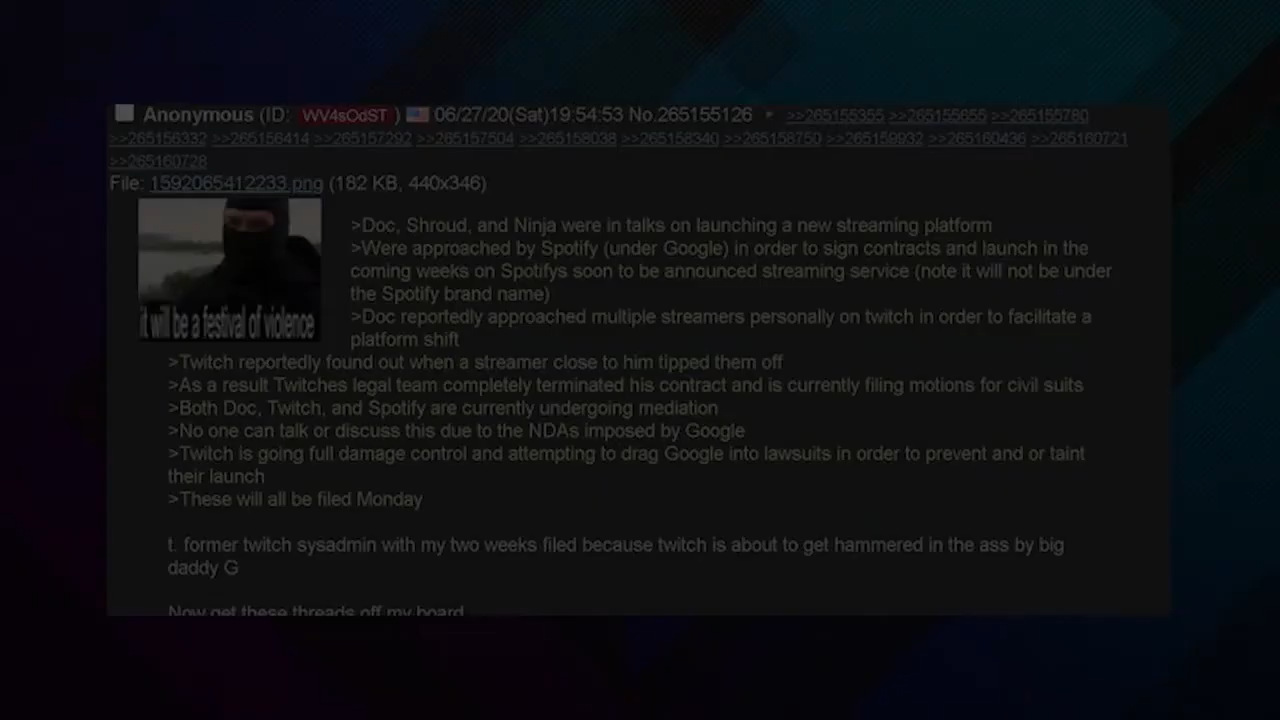 Anonymous (ID: WV4sOdST ) 06/27/20(Sat)19:54:53 No.265155126 >>265155355 >>265155655 >>265155780
>>265156332 >>265156414 >>265157292 >>265157504 >>265158038 >>265158340 >>265158750 >>265159932 >>265160436 >>265160721
>>265160728
File: 1592065412233.png (182 KB, 440x346)
it will be a festival of violence
>Doc, Shroud, and Ninja were in talks on launching a new streaming platform
>Were approached by Spotify (under Google) in order to sign contracts and launch in the
coming weeks on Spotifys soon to be announced streaming service (note it will not be under
the Spotify brand name)
>Doc reportedly approached multiple streamers personally on twitch in order to facilitate a
platform shift
>Twitch reportedly found out when a streamer close to him tipped them off
>As a result Twitches legal team completely terminated his contract and is currently filing motions for civil suits
>Both Doc, Twitch, and Spotify are currently undergoing mediation
>No one can talk or discuss this due to the NDAs imposed by Google
>Twitch is going full damage control and attempting to drag Google into lawsuits in order to prevent and or taint
their launch
>These will all be filed Monday
t. former twitch sysadmin with my two weeks filed because twitch is about to get hammered in the ass by big
daddy G
Now get these threads off my board